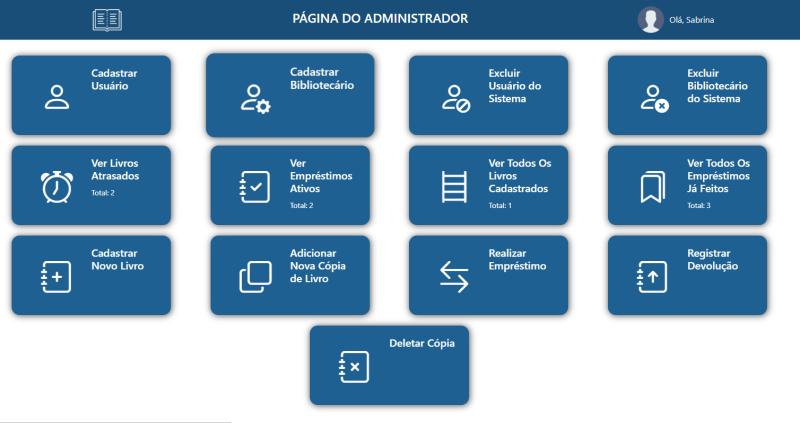 PÁGINA DO ADMINISTRADOR
Olá, Sabrina
Cadastrar
Usuário
Cadastrar
Bibliotecário
Excluir
Usuário do
Sistema
Excluir
Bibliotecário
do Sistema
Ver Livros
Atrasados
Total: 2
Ver
Empréstimos
Ativos
Total: 2
Ver Todos Os
Livros
Cadastrados
Total: 1
Ver Todos Os
Empréstimos
Já Feitos
Total: 3
Cadastrar
Novo Livro
Adicionar
Nova Cópia
de Livro
Realizar
Empréstimo
Registrar
Devolução
Deletar Cópia